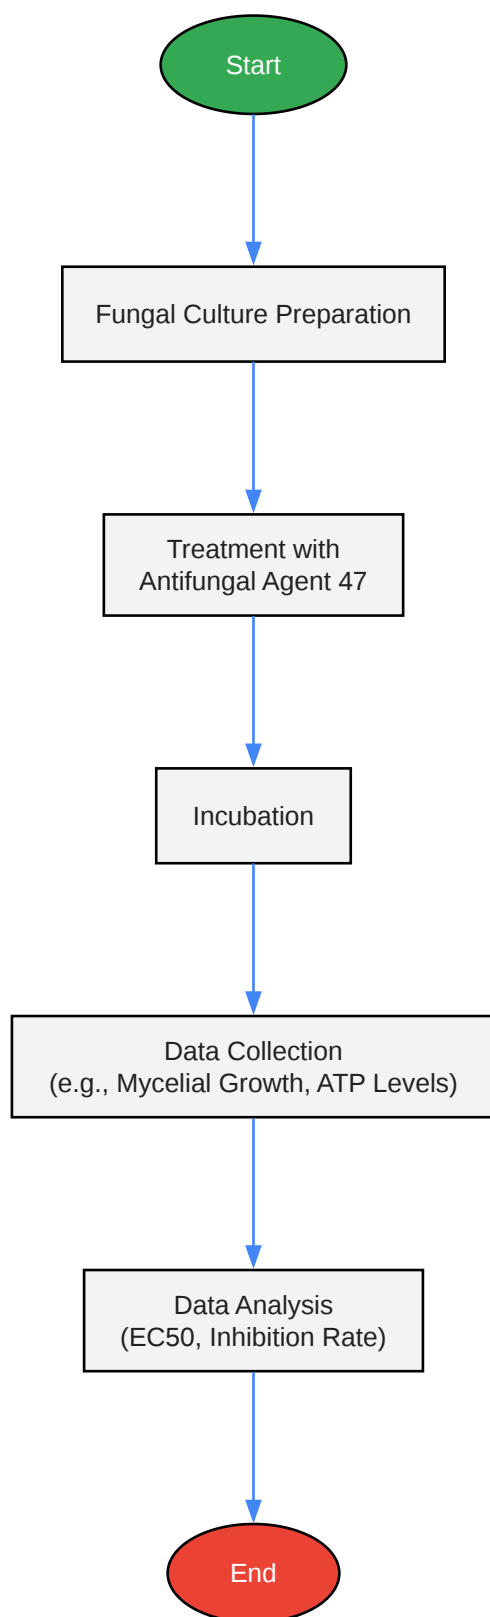 Start
Fungal Culture Preparation
Treatment with
Antifungal Agent 47
Incubation
Data Collection
(e.g., Mycelial Growth, ATP Levels)
Data Analysis
(EC50, Inhibition Rate)
End